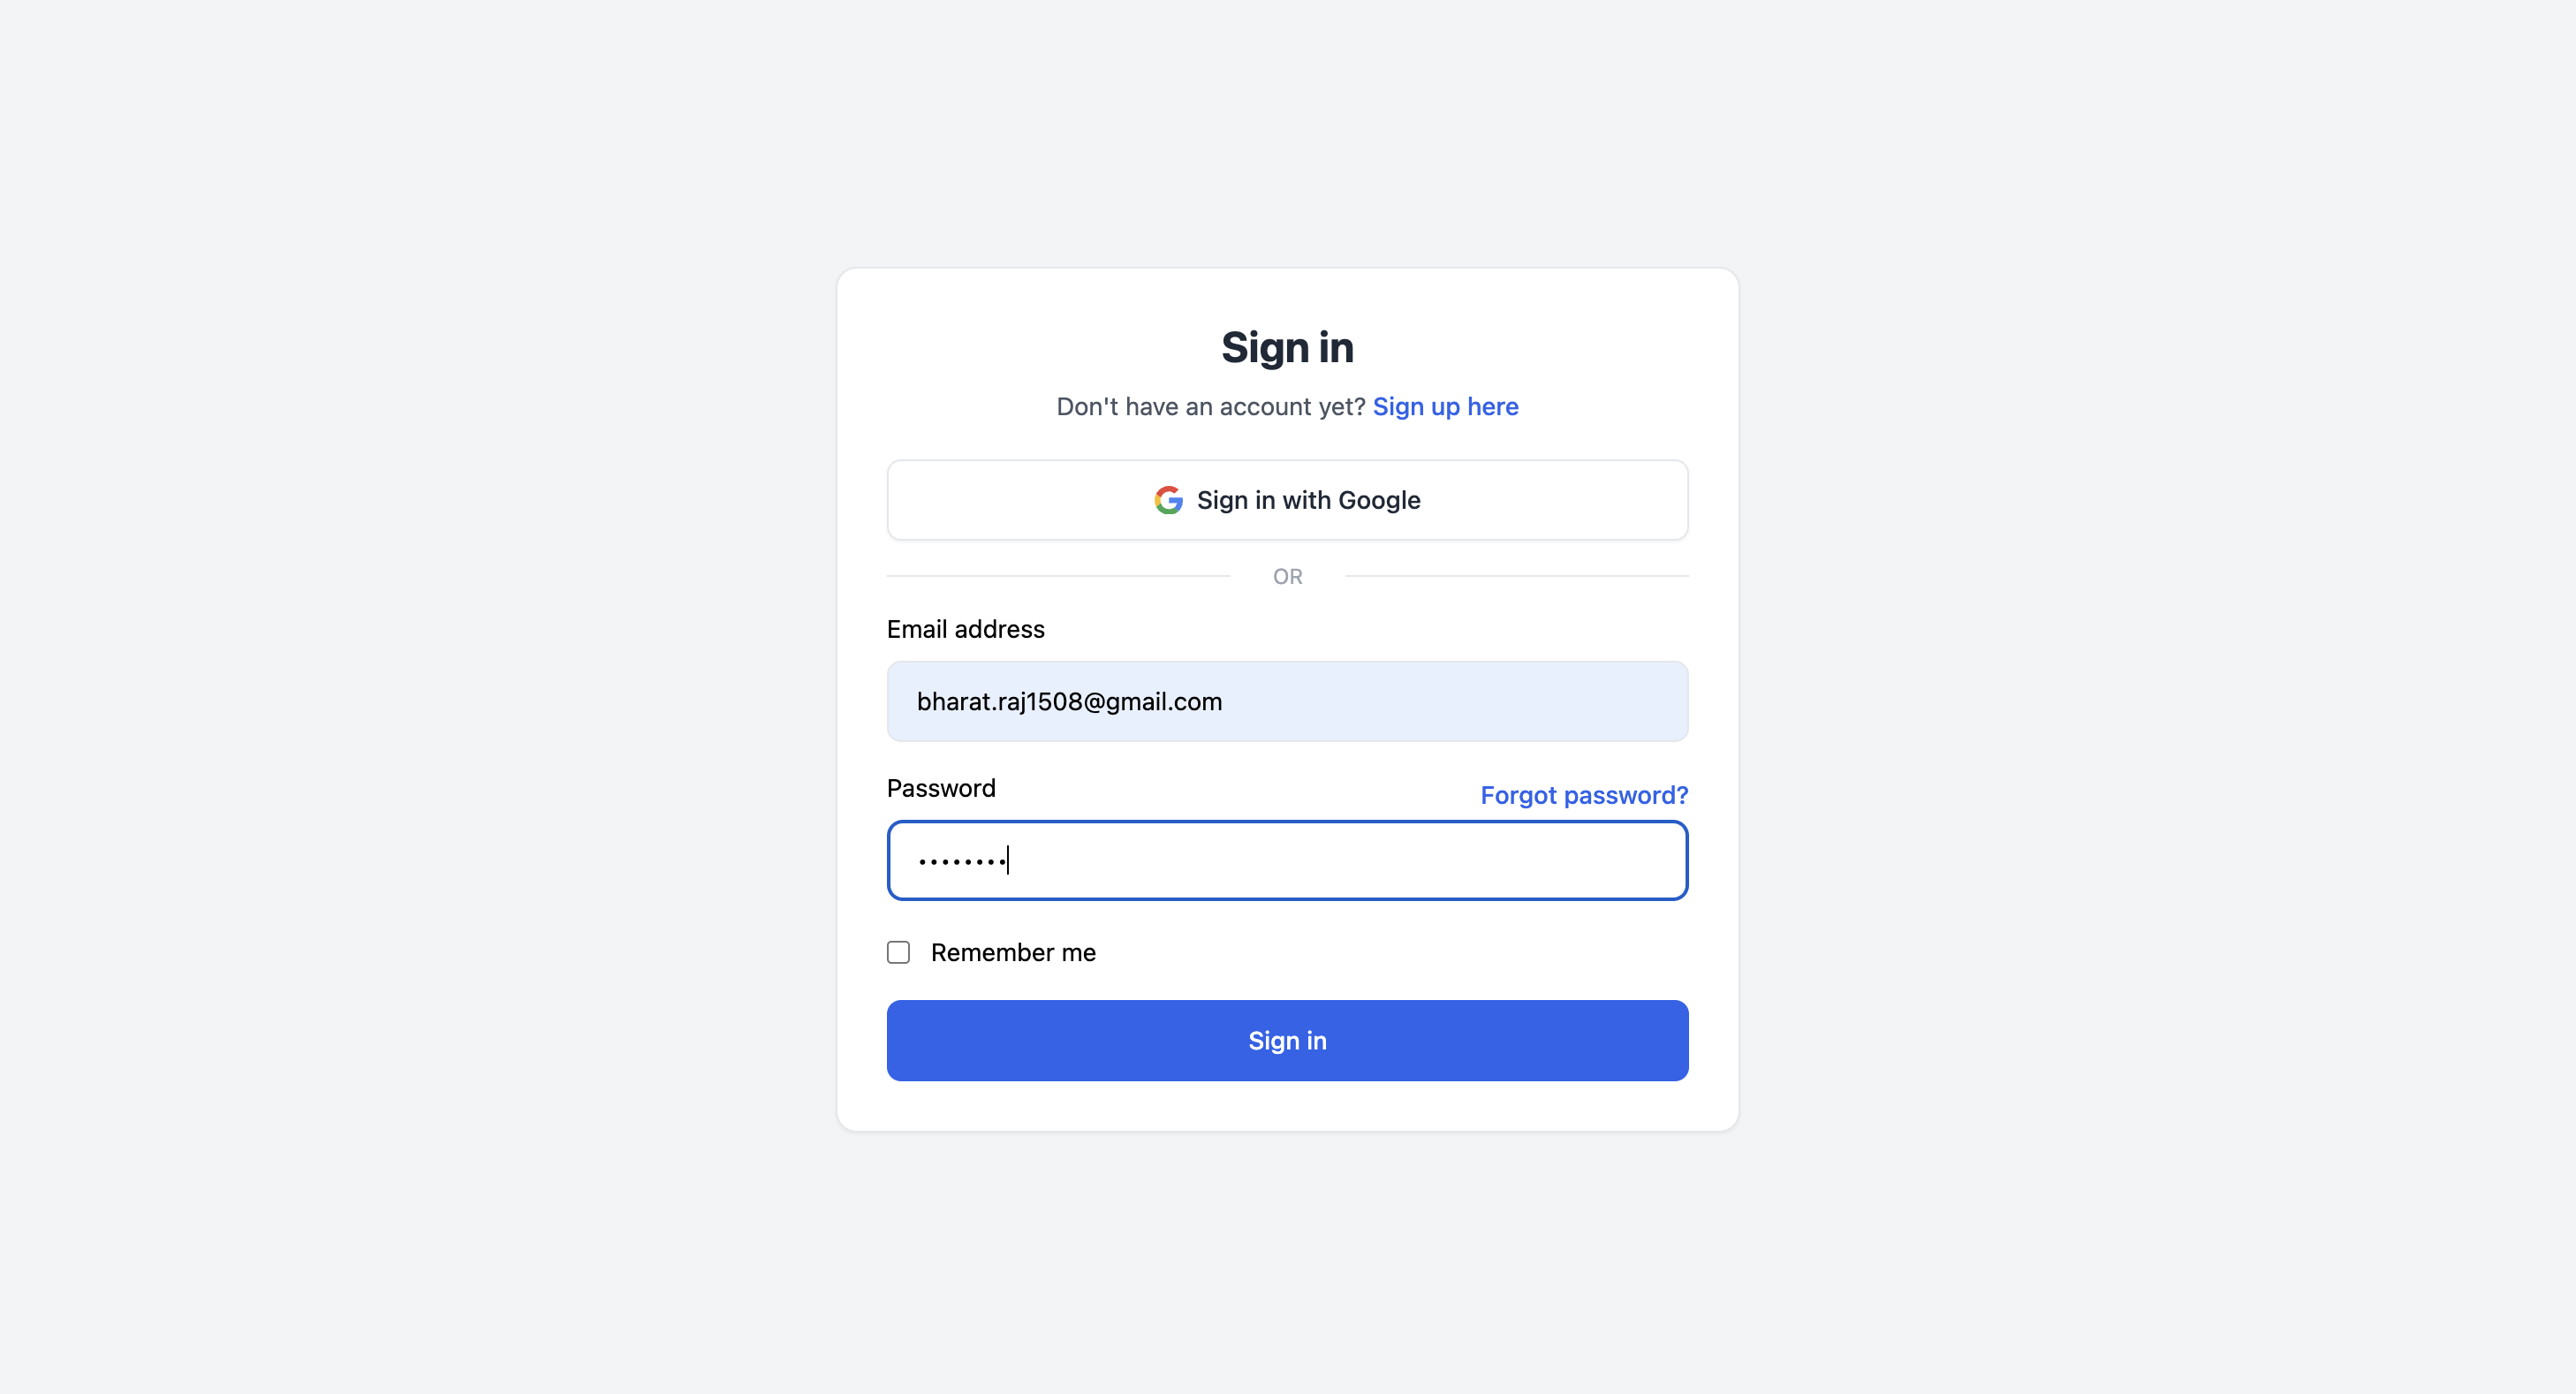 Sign in
Don't have an account yet? Sign up here
Sign in with Google
OR
Email address
bharat.raj1508@gmail.com
Password
Forgot password?
••••••••
Remember me
Sign in